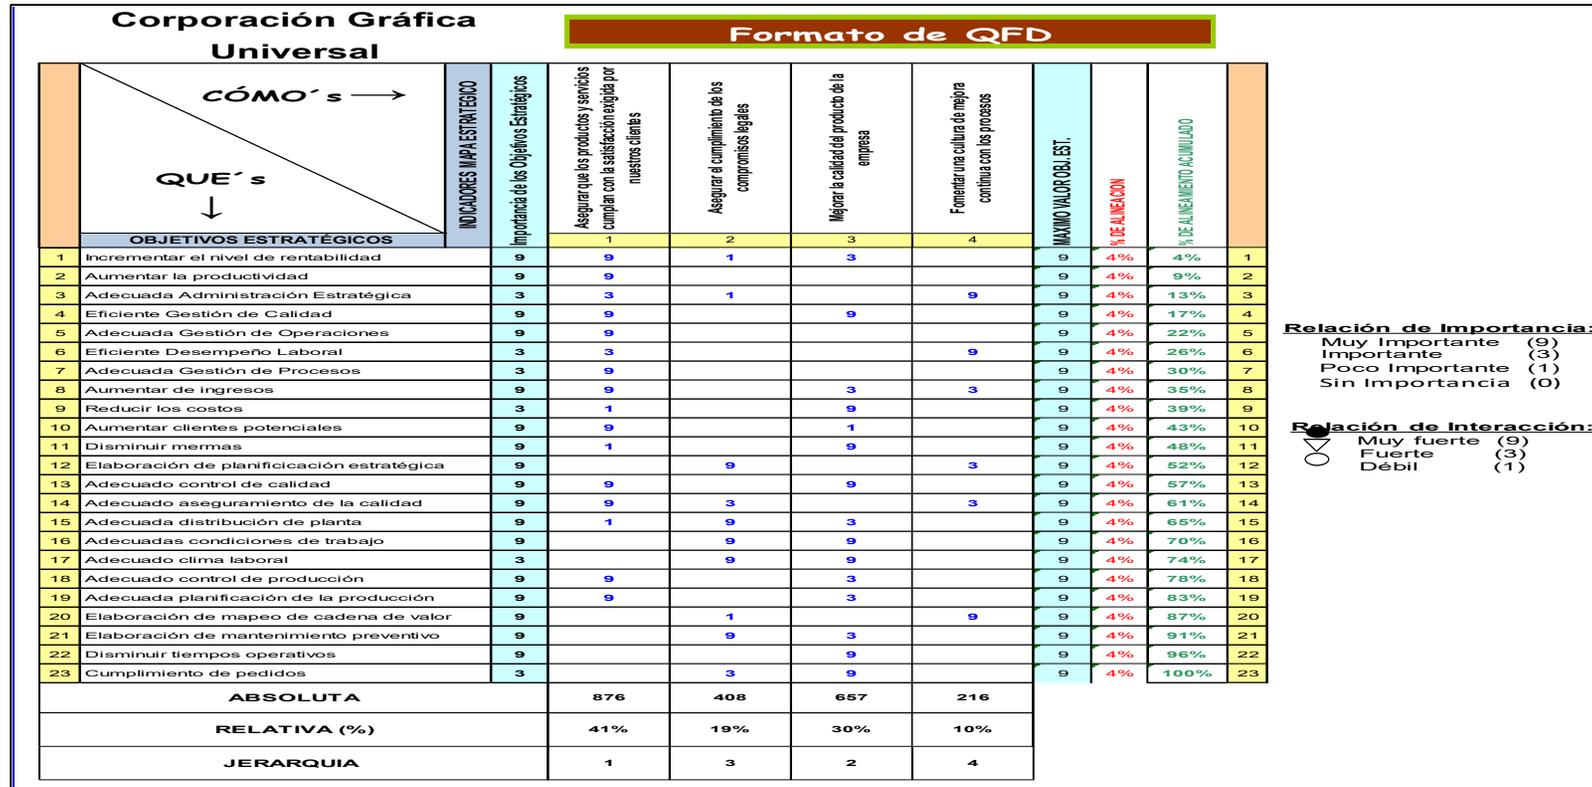 Corporación Gráfica
Universal
Formato de QFD
CÓMO´s →
QUE´s
↓
OBJETIVOS ESTRATÉGICOS
INDICADORES MAPA ESTRATEGICO
Importancia de los Objetivos Estratégicos
Asegurar que los productos y servicios
cumplan con la satisfacción exigida por
nuestros clientes
Asegurar el cumplimiento de los
compromisos legales
Mejorar la calidad del producto de la
empresa
Fomentar una cultura de mejora
continua con los procesos
MAXIMO VALOR OBJ. EST.
% DE ALINEACION
% DE ALINEAMIENTO ACUMULADO
1 2 3 4
1 Incrementar el nivel de rentabilidad 9 9 1 3 9 4% 4% 1
2 Aumentar la productividad 9 9 9 4% 9% 2
3 Adecuada Administración Estratégica 3 3 1 9 9 4% 13% 3
4 Eficiente Gestión de Calidad 9 9 9 9 4% 17% 4
5 Adecuada Gestión de Operaciones 9 9 9 4% 22% 5
6 Eficiente Desempeño Laboral 3 3 9 9 4% 26% 6
7 Adecuada Gestión de Procesos 3 9 9 4% 30% 7
8 Aumentar de ingresos 9 9 3 3 9 4% 35% 8
9 Reducir los costos 3 1 9 9 4% 39% 9
10 Aumentar clientes potenciales 9 9 1 9 4% 43% 10
11 Disminuir mermas 9 1 9 9 4% 48% 11
12 Elaboración de planificicación estratégica 9 9 3 9 4% 52% 12
13 Adecuado control de calidad 9 9 9 9 4% 57% 13
14 Adecuado aseguramiento de la calidad 9 9 3 3 9 4% 61% 14
15 Adecuada distribución de planta 9 1 9 3 9 4% 65% 15
16 Adecuadas condiciones de trabajo 9 9 9 9 4% 70% 16
17 Adecuado clima laboral 3 9 9 9 4% 74% 17
18 Adecuado control de producción 9 9 3 9 4% 78% 18
19 Adecuada planificación de la producción 9 9 3 9 4% 83% 19
20 Elaboración de mapeo de cadena de valor 9 1 9 9 4% 87% 20
21 Elaboración de mantenimiento preventivo 9 9 3 9 4% 91% 21
22 Disminuir tiempos operativos 9 9 9 4% 96% 22
23 Cumplimiento de pedidos 3 3 9 9 4% 100% 23
ABSOLUTA 876 408 657 216
RELATIVA (%) 41% 19% 30% 10%
JERARQUIA 1 3 2 4
Relación de Importancia:
Muy Importante (9)
Importante (3)
Poco Importante (1)
Sin Importancia (0)
Relación de Interacción:
Muy fuerte (9)
Fuerte (3)
Débil (1)